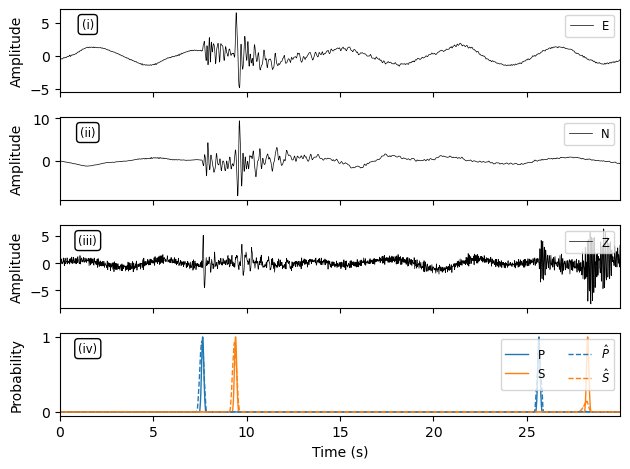 (i)
E
Amplitude
5
0
−5
(ii)
N
Amplitude
10
0
(iii)
Z
Amplitude
5
0
−5
(iv)
P
S
P̂
Ŝ
Probability
1
0
0 5 10 15 20 25
Time (s)